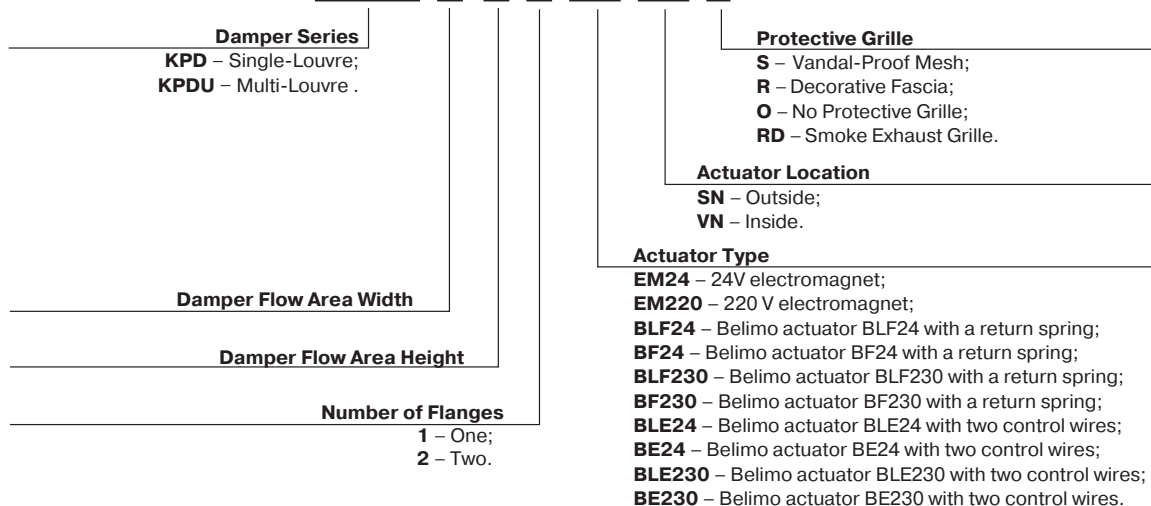 Damper Series
KPD – Single-Louvre;
KPDU – Multi-Louvre .
Damper Flow Area Width
Damper Flow Area Height
Number of Flanges
1 – One;
2 – Two.
Protective Grille
S – Vandal-Proof Mesh;
R – Decorative Fascia;
O – No Protective Grille;
RD – Smoke Exhaust Grille.
Actuator Location
SN – Outside;
VN – Inside.
Actuator Type
EM24 – 24V electromagnet;
EM220 – 220 V electromagnet;
BLF24 – Belimo actuator BLF24 with a return spring;
BF24 – Belimo actuator BF24 with a return spring;
BLF230 – Belimo actuator BLF230 with a return spring;
BF230 – Belimo actuator BF230 with a return spring;
BLE24 – Belimo actuator BLE24 with two control wires;
BE24 – Belimo actuator BE24 with two control wires;
BLE230 – Belimo actuator BLE230 with two control wires;
BE230 – Belimo actuator BE230 with two control wires.